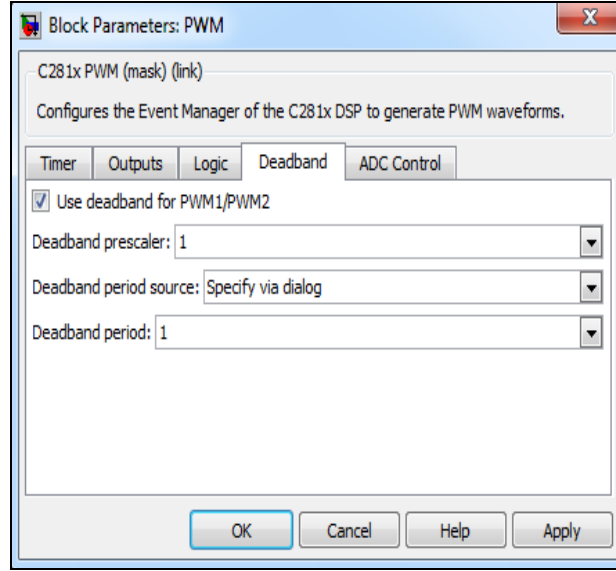 Block Parameters: PWM
C281x PWM (mask) (link)
Configures the Event Manager of the C281x DSP to generate PWM waveforms.
Timer Outputs Logic Deadband ADC Control
Use deadband for PWM1/PWM2
Deadband prescaler: 1
Deadband period source: Specify via dialog
Deadband period: 1
OK Cancel Help Apply